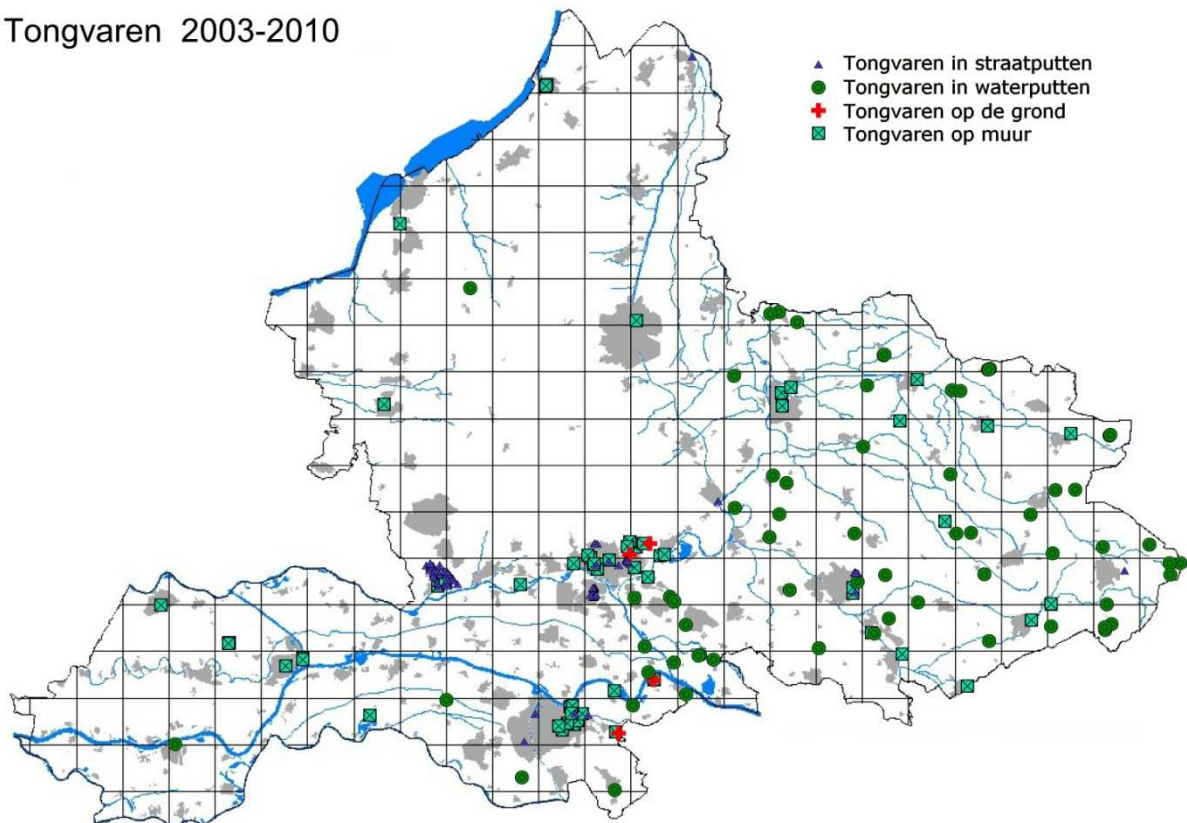 Tongvaren 2003-2010
Tongvaren in straatputten
Tongvaren in waterputten
Tongvaren op de grond
Tongvaren op muur